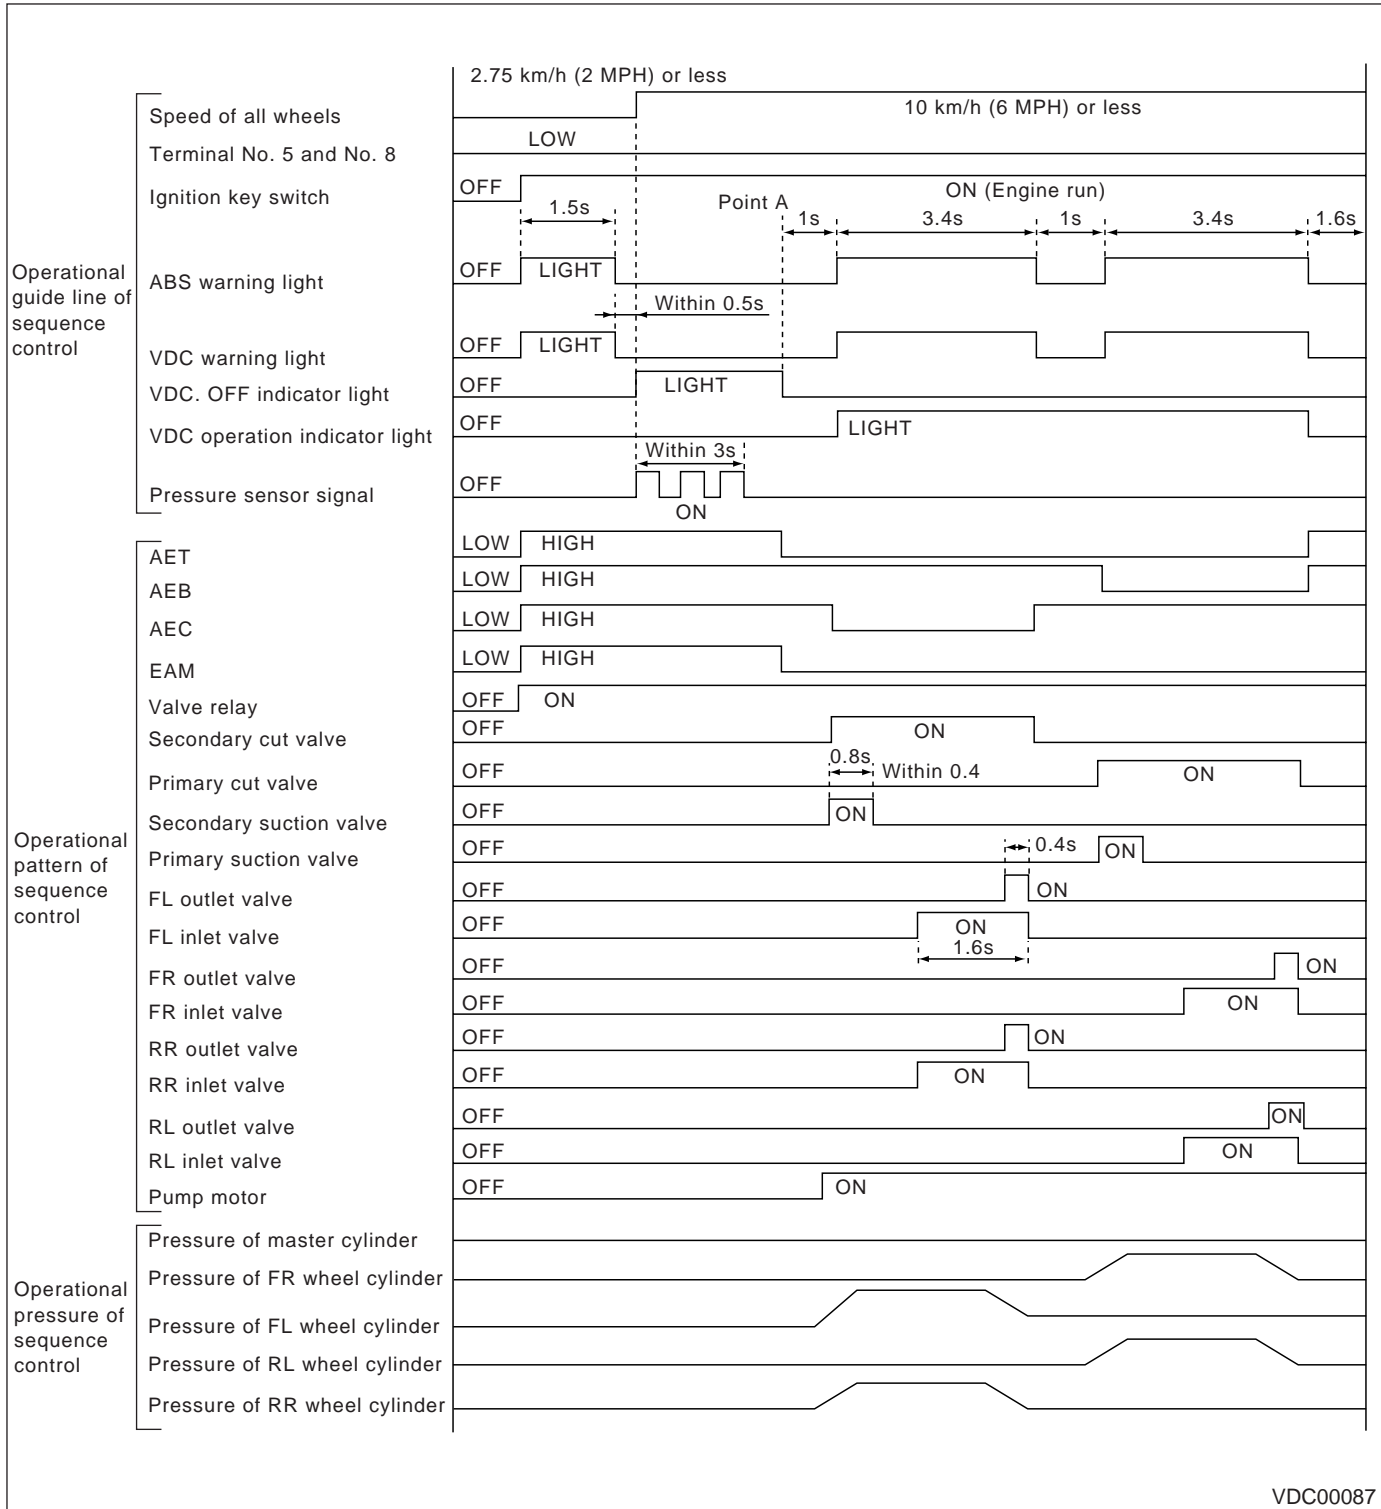 2.75 km/h (2 MPH) or less
Speed of all wheels
10 km/h (6 MPH) or less
Terminal No. 5 and No. 8
LOW
Ignition key switch
OFF
ON (Engine run)
Point A
1.5s
1s
3.4s
1s
3.4s
1.6s
Operational
guide line of
sequence
control
ABS warning light
OFF
LIGHT
Within 0.5s
VDC warning light
OFF
LIGHT
VDC. OFF indicator light
OFF
LIGHT
VDC operation indicator light
OFF
LIGHT
Within 3s
Pressure sensor signal
OFF
ON
AET
LOW
HIGH
AEB
LOW
HIGH
AEC
LOW
HIGH
EAM
LOW
HIGH
Valve relay
OFF
ON
Secondary cut valve
OFF
ON
0.8s
Within 0.4
Primary cut valve
OFF
ON
Secondary suction valve
OFF
ON
Operational
pattern of
sequence
control
Primary suction valve
OFF
0.4s
ON
FL outlet valve
OFF
ON
FL inlet valve
OFF
ON
1.6s
FR outlet valve
OFF
ON
FR inlet valve
OFF
ON
RR outlet valve
OFF
ON
RR inlet valve
OFF
ON
RL outlet valve
OFF
ON
RL inlet valve
OFF
ON
Pump motor
OFF
ON
Operational
pressure of
sequence
control
Pressure of master cylinder
Pressure of FR wheel cylinder
Pressure of FL wheel cylinder
Pressure of RL wheel cylinder
Pressure of RR wheel cylinder
VDC00087